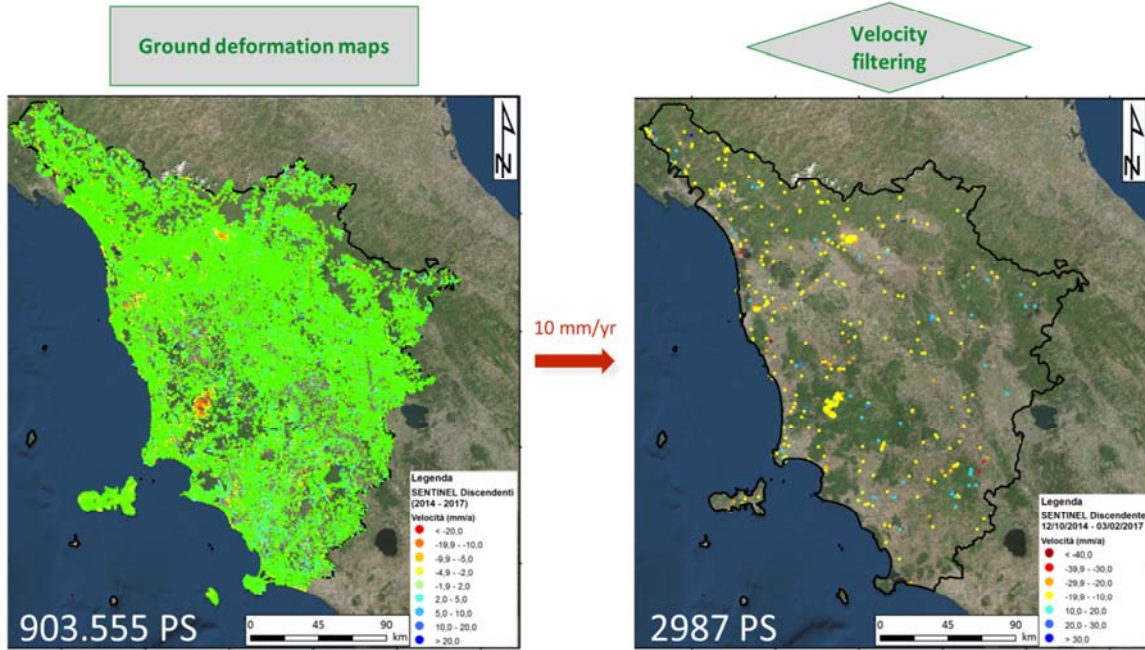 Ground deformation maps
Velocity
filtering
N
Legenda
SENTINEL Discendenti
(2014 - 2017)
Velocità (mm/a)
< -20,0
-19,9 - -10,0
-9,9 - -5,0
-4,9 - -2,0
-1,9 - 2,0
2,0 - 5,0
5,0 - 10,0
10,0 - 20,0
> 20,0
903.555 PS
0 45 90
km
10 mm/yr
N
Legenda
SENTINEL Discendente
12/10/2014 - 03/02/2017
Velocità (mm/a)
< -40,0
-39,9 - -30,0
-29,9 - -20,0
-19,9 - -10,0
10,0 - 20,0
20,0 - 30,0
> 30,0
2987 PS
0 45 90
km